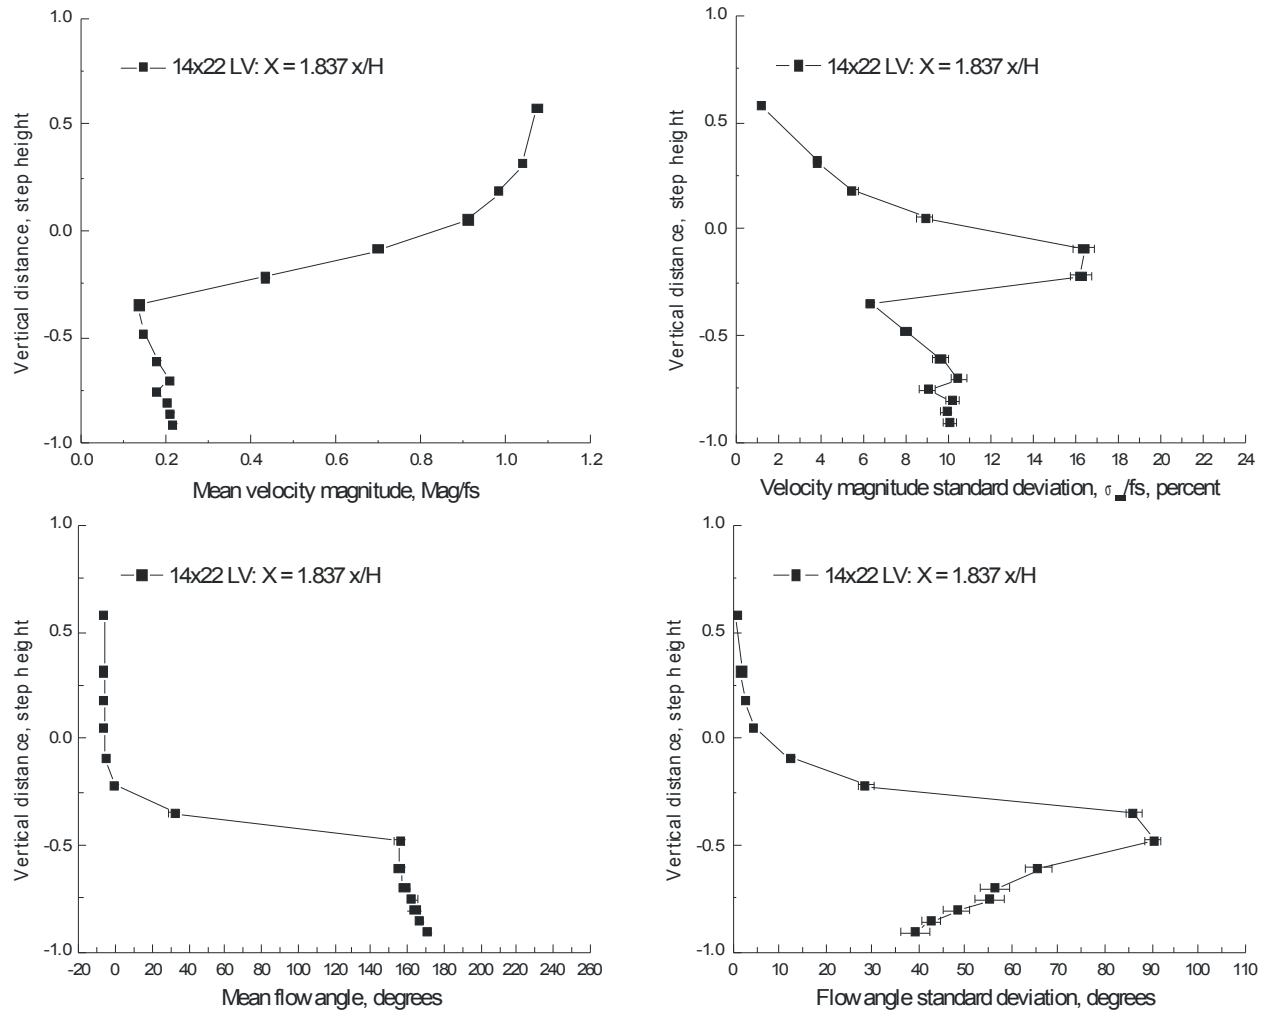 1.0
14x22 LV: X = 1.837 x/H
0.5
0.0
-0.5
-1.0
Vertical distance, step height
0.0 0.2 0.4 0.6 0.8 1.0 1.2
Mean velocity magnitude, Mag/fs
1.0
14x22 LV: X = 1.837 x/H
0.5
0.0
-0.5
-1.0
Vertical distance, step height
0 2 4 6 8 10 12 14 16 18 20 22 24
Velocity magnitude standard deviation, σ /fs, percent
1.0
14x22 LV: X = 1.837 x/H
0.5
0.0
-0.5
-1.0
Vertical distance, step height
-20 0 20 40 60 80 100 120 140 160 180 200 220 240 260
Mean flow angle, degrees
1.0
14x22 LV: X = 1.837 x/H
0.5
0.0
-0.5
-1.0
Vertical distance, step height
0 10 20 30 40 50 60 70 80 90 100 110
Flow angle standard deviation, degrees